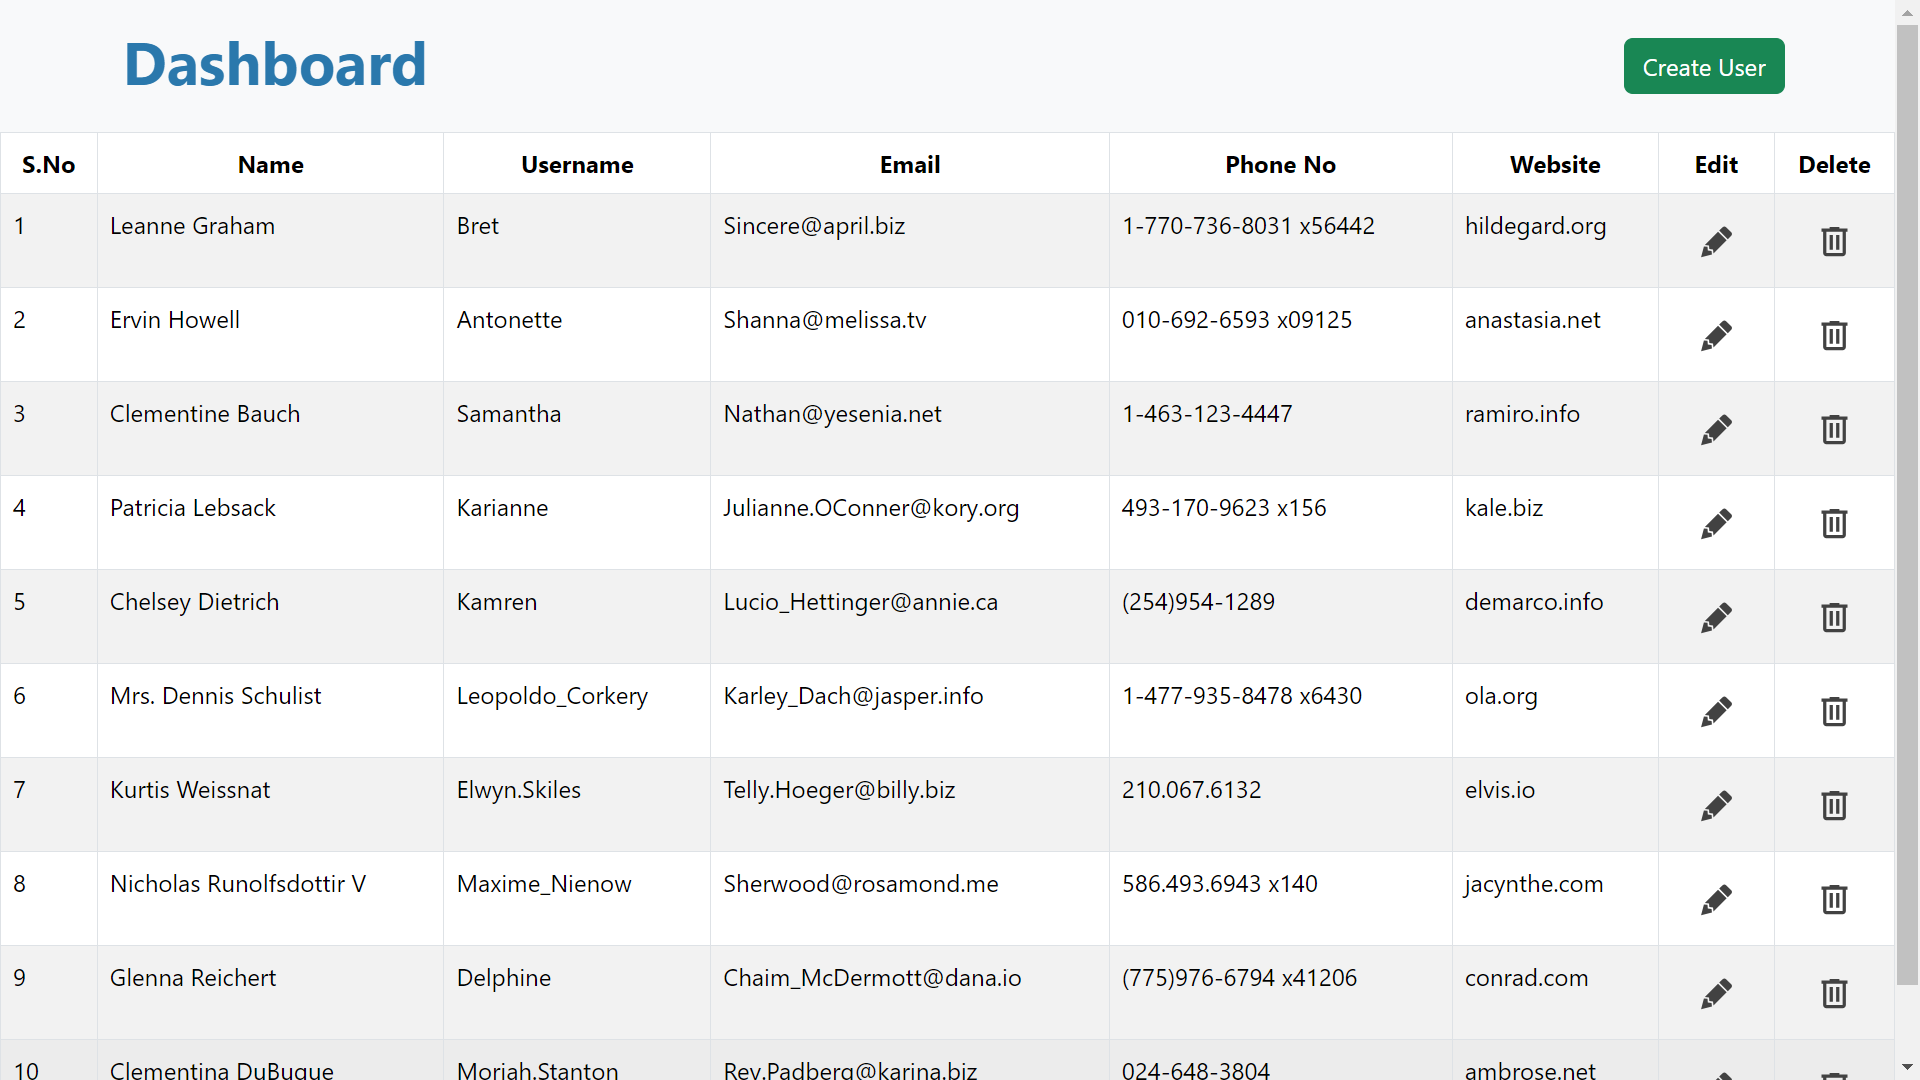 Dashboard
Create User
S.No Name Username Email Phone No Website Edit Delete
1 Leanne Graham Bret Sincere@april.biz 1-770-736-8031 x56442 hildegard.org
2 Ervin Howell Antonette Shanna@melissa.tv 010-692-6593 x09125 anastasia.net
3 Clementine Bauch Samantha Nathan@yesenia.net 1-463-123-4447 ramiro.info
4 Patricia Lebsack Karianne Julianne.OConner@kory.org 493-170-9623 x156 kale.biz
5 Chelsey Dietrich Kamren Lucio_Hettinger@annie.ca (254)954-1289 demarco.info
6 Mrs. Dennis Schulist Leopoldo_Corkery Karley_Dach@jasper.info 1-477-935-8478 x6430 ola.org
7 Kurtis Weissnat Elwyn.Skiles Telly.Hoeger@billy.biz 210.067.6132 elvis.io
8 Nicholas Runolfsdottir V Maxime_Nienow Sherwood@rosamond.me 586.493.6943 x140 jacynthe.com
9 Glenna Reichert Delphine Chaim_McDermott@dana.io (775)976-6794 x41206 conrad.com
10 Clementina DuBuque Moriah.Stanton Rey.Padberg@karina.biz 024-648-3804 ambrose.net